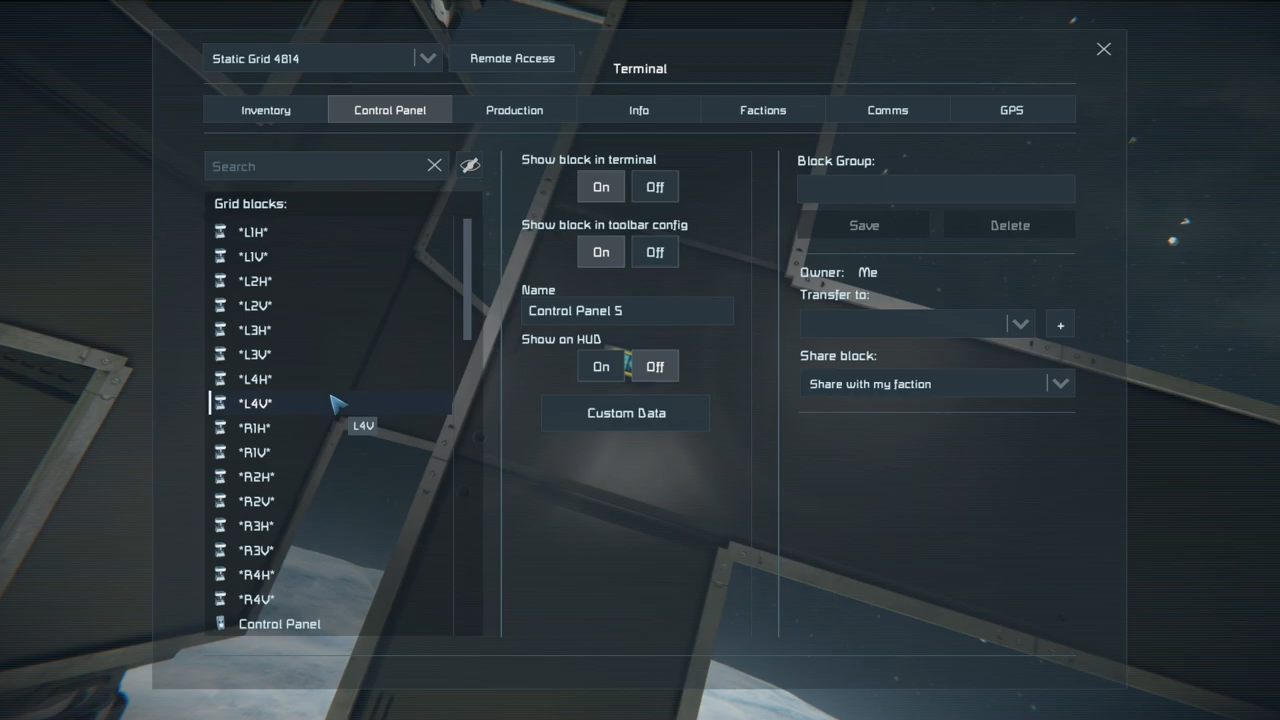 Static Grid 4814
Remote Access
Terminal
Inventory
Control Panel
Production
Info
Factions
Comms
GPS
Search
Grid blocks:
*L1H*
*L1V*
*L2H*
*L2V*
*L3H*
*L3V*
*L4H*
*L4V*
L4V
*R1H*
*R1V*
*R2H*
*R2V*
*R3H*
*R3V*
*R4H*
*R4V*
Control Panel
Show block in terminal
On Off
Show block in toolbar config
On Off
Name
Control Panel 5
Show on HUD
On Off
Custom Data
Block Group:
Save Delete
Owner: Me
Transfer to:
+
Share block:
Share with my faction